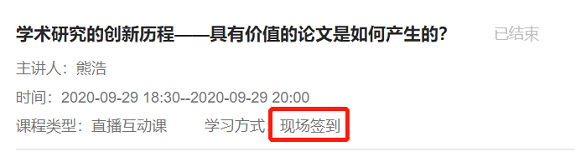 学术研究的创新历程——具有价值的论文是如何产生的？ 已结束
主讲人：熊浩
时间：2020-09-29 18:30--2020-09-29 20:00
课程类型：直播互动课 学习方式：现场签到